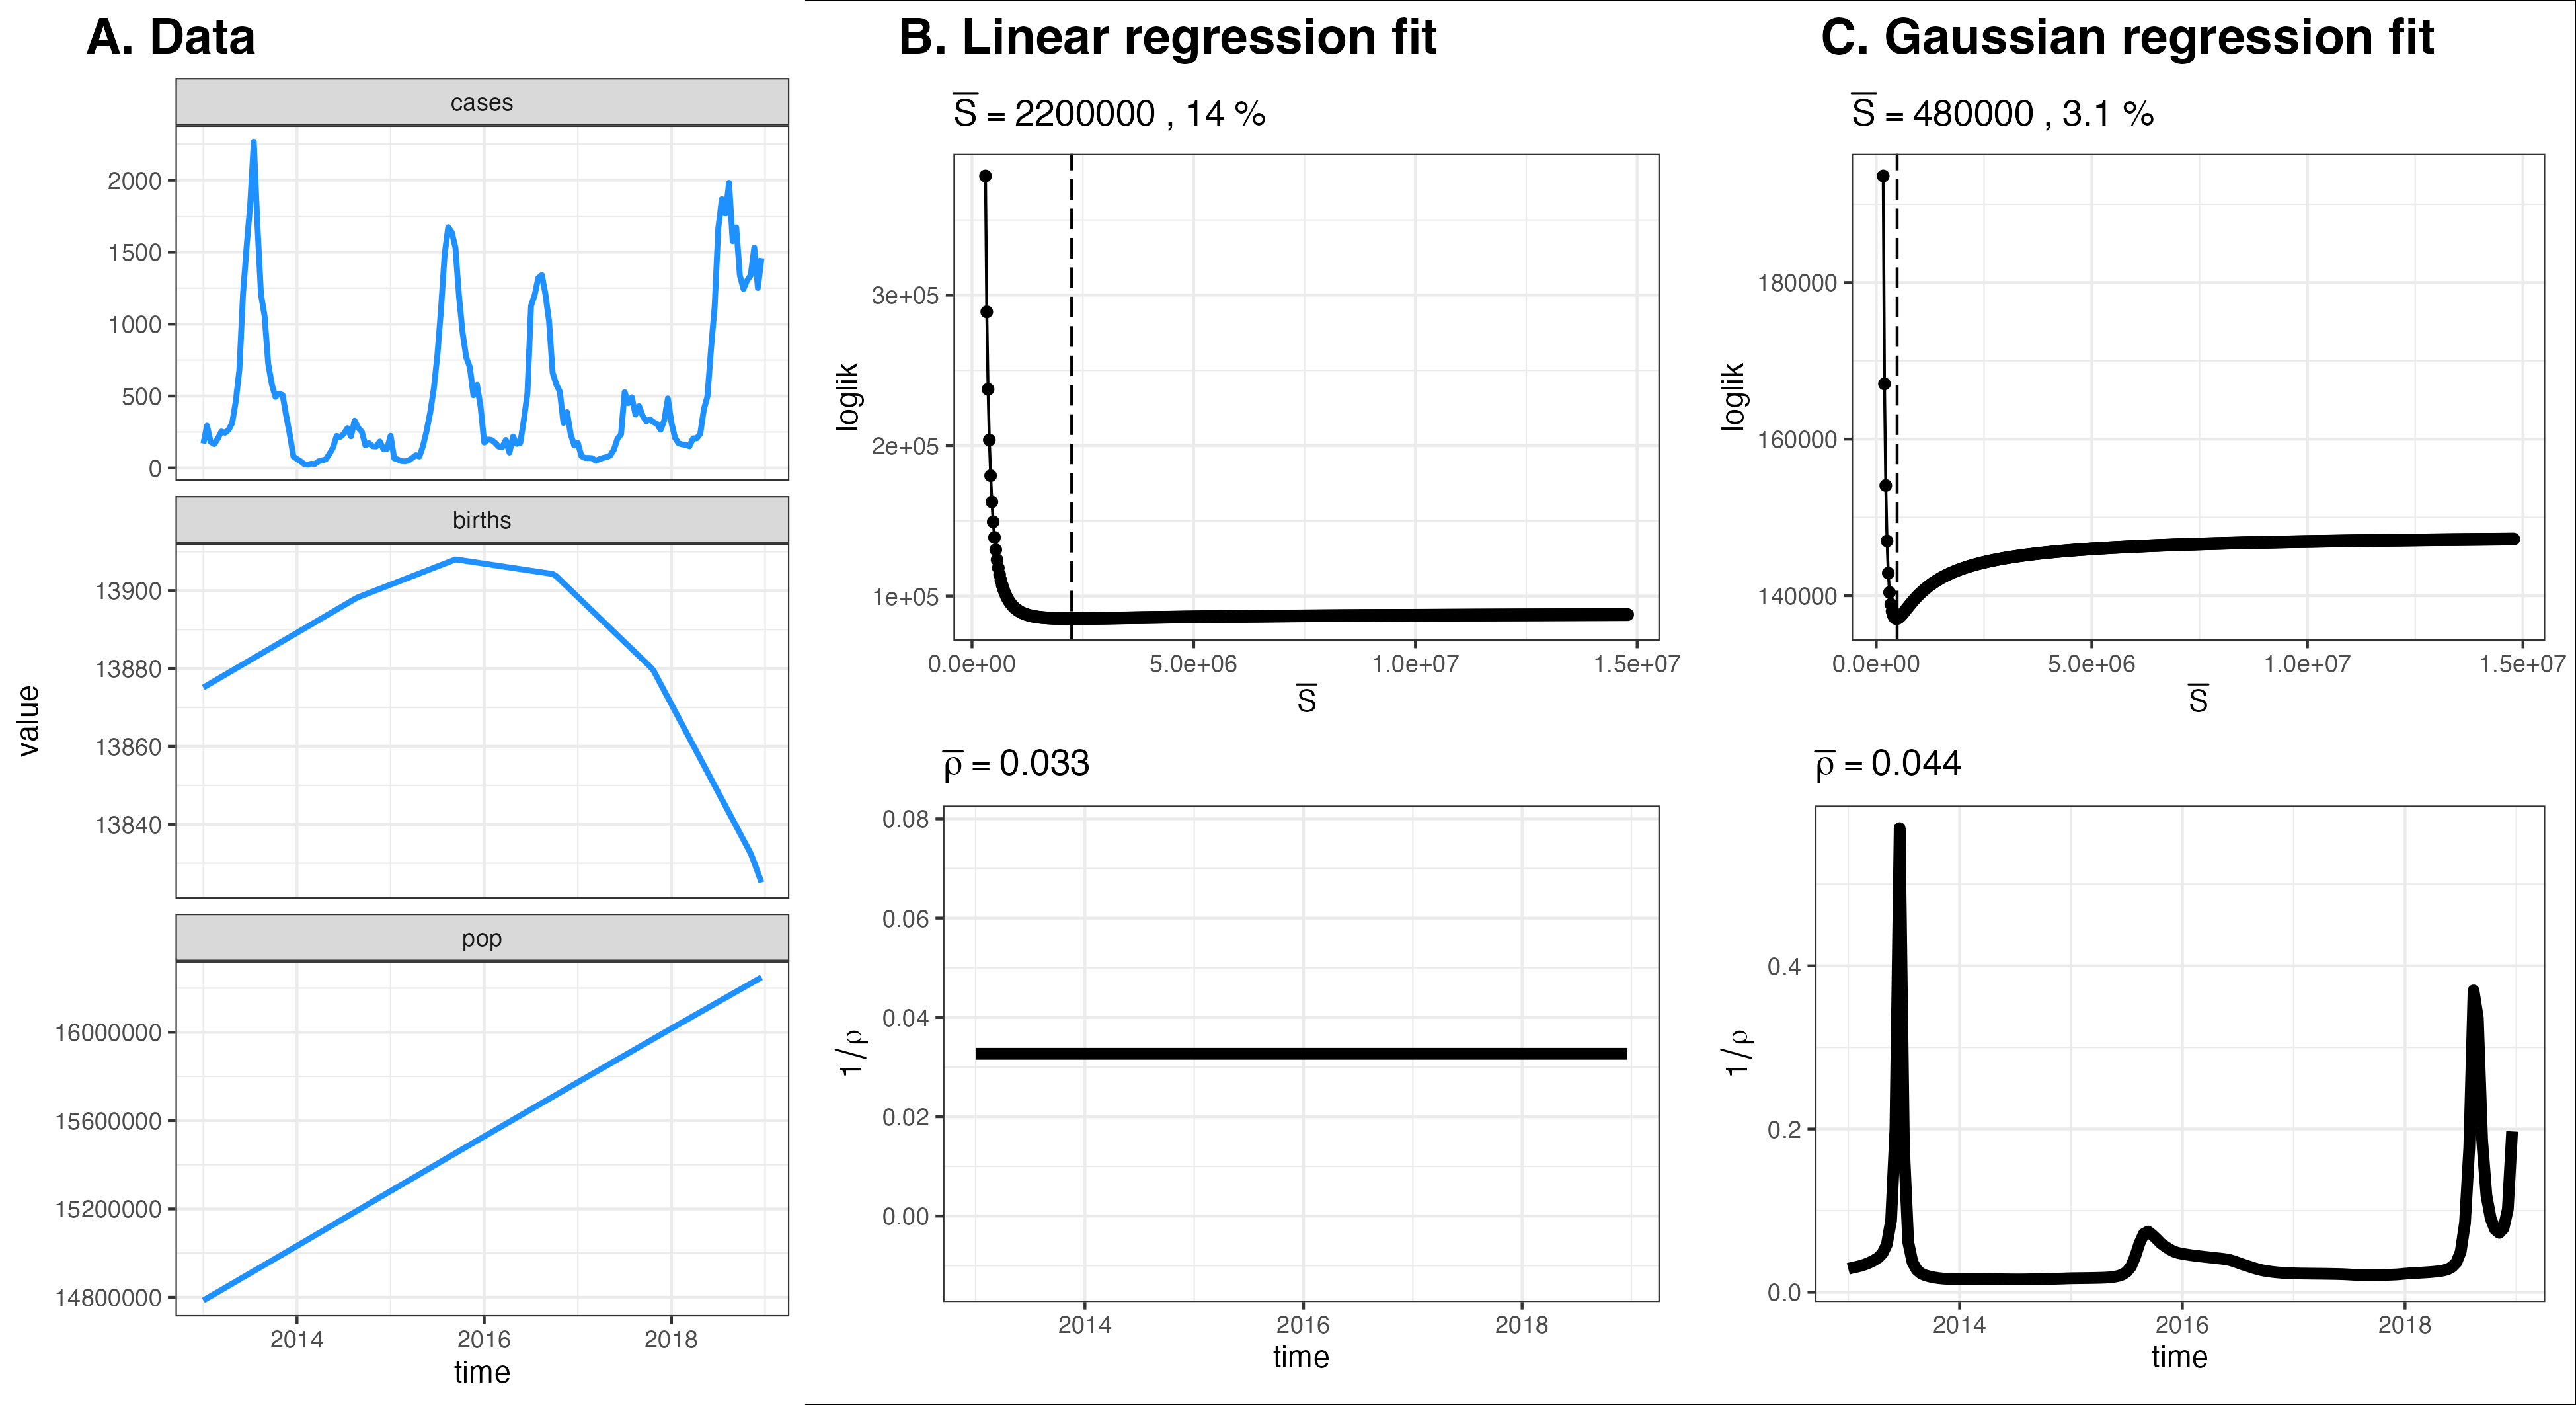 A. Data
cases
2000
1500
1000
500
0
births
13900
13880
13860
13840
pop
16000000
15600000
15200000
14800000
value
2014 2016 2018
time
B. Linear regression fit
S̅ = 2200000 , 14 %
loglik
3e+05
2e+05
1e+05
0.0e+00 5.0e+06 1.0e+07 1.5e+07
S̅
ρ̅ = 0.033
1/ρ
0.08
0.06
0.04
0.02
0.00
2014 2016 2018
time
C. Gaussian regression fit
S̅ = 480000 , 3.1 %
loglik
180000
160000
140000
0.0e+00 5.0e+06 1.0e+07 1.5e+07
S̅
ρ̅ = 0.044
1/ρ
0.4
0.2
0.0
2014 2016 2018
time